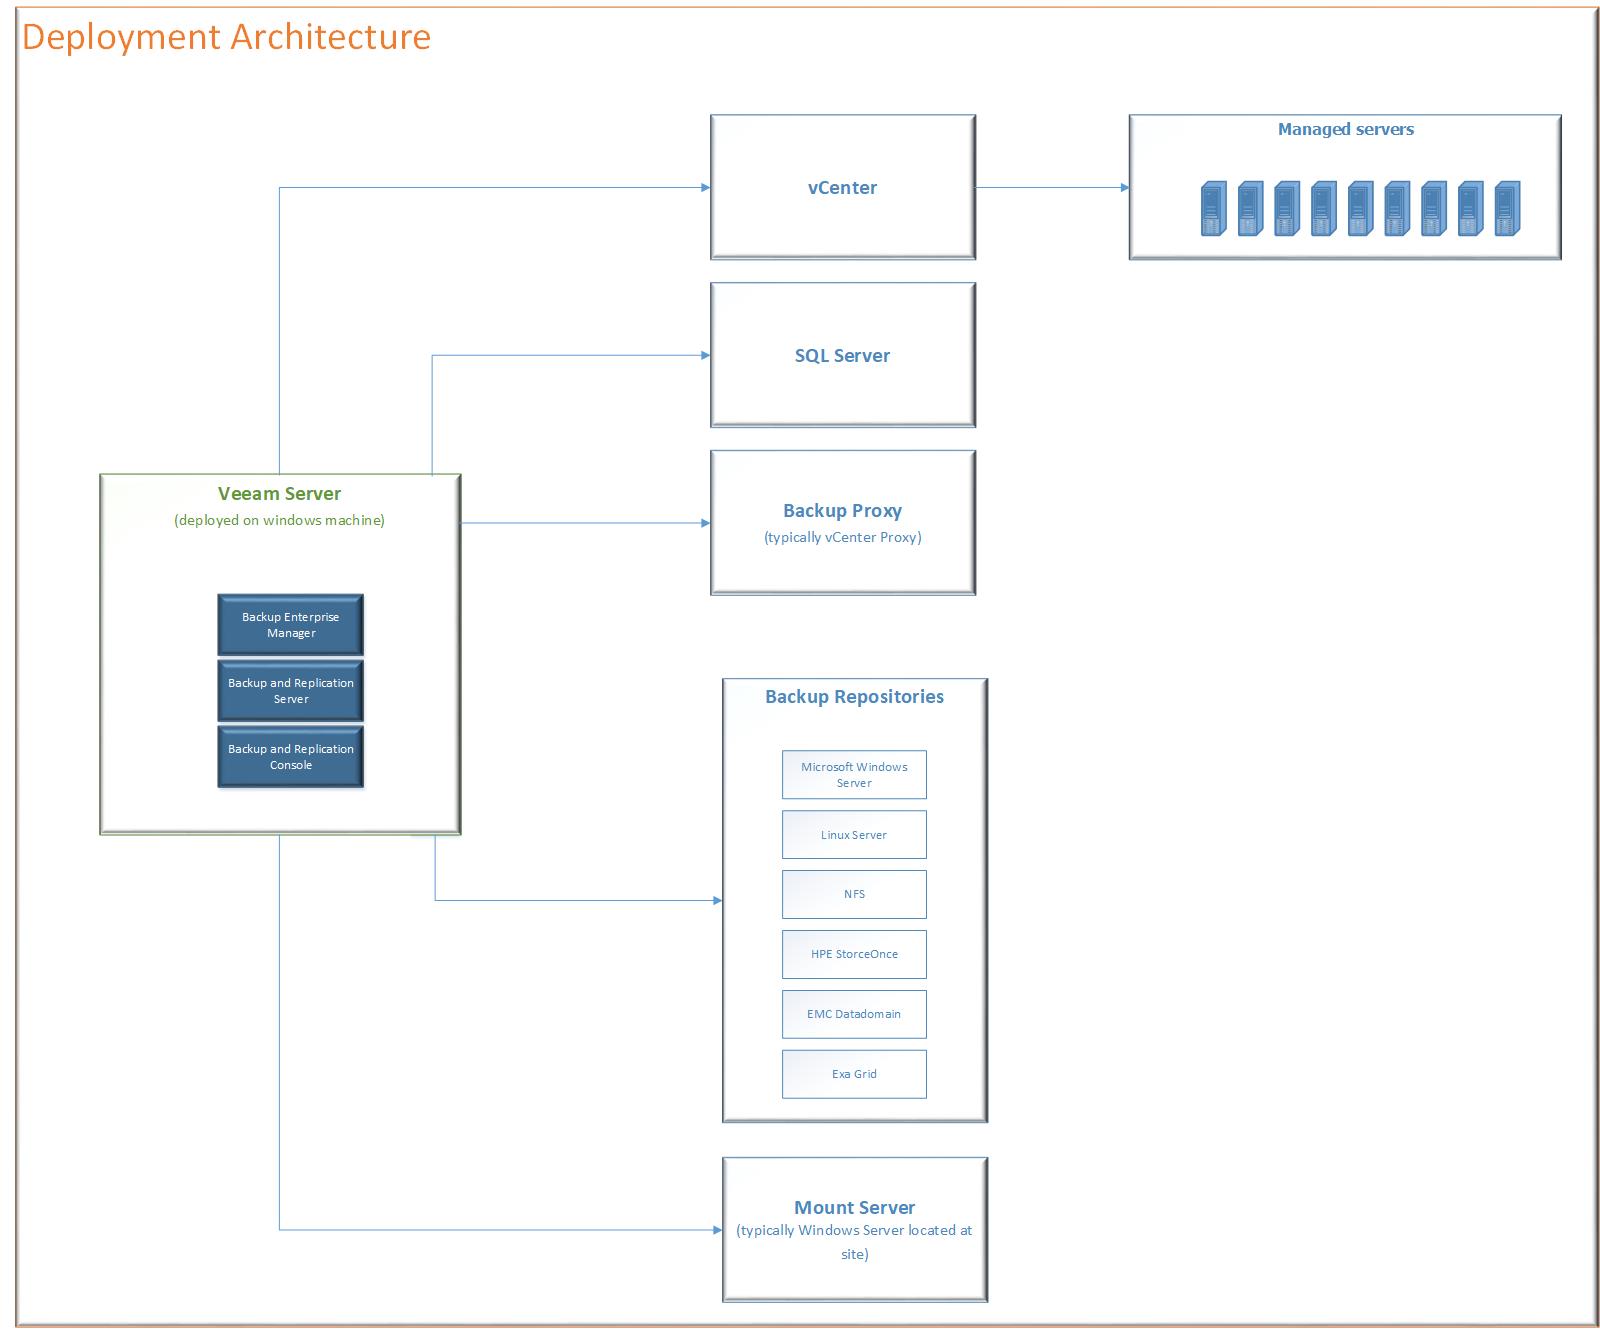 Deployment Architecture
vCenter
Managed servers
SQL Server
Veeam Server
(deployed on windows machine)
Backup Enterprise
Manager
Backup and Replication
Server
Backup and Replication
Console
Backup Proxy
(typically vCenter Proxy)
Backup Repositories
Microsoft Windows
Server
Linux Server
NFS
HPE StorceOnce
EMC Datadomain
Exa Grid
Mount Server
(typically Windows Server located at
site)